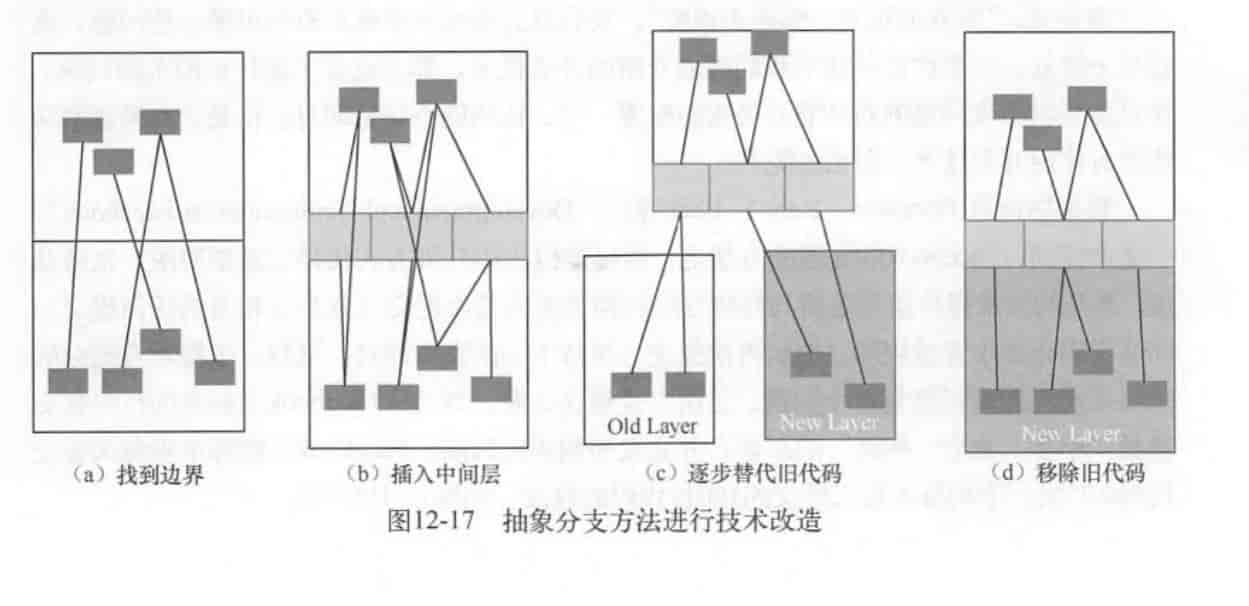 Old Layer
New Layer
New Layer
(a) 找到边界
(b) 插入中间层
(c) 逐步替代旧代码
(d) 移除旧代码
图12-17 抽象分支方法进行技术改造